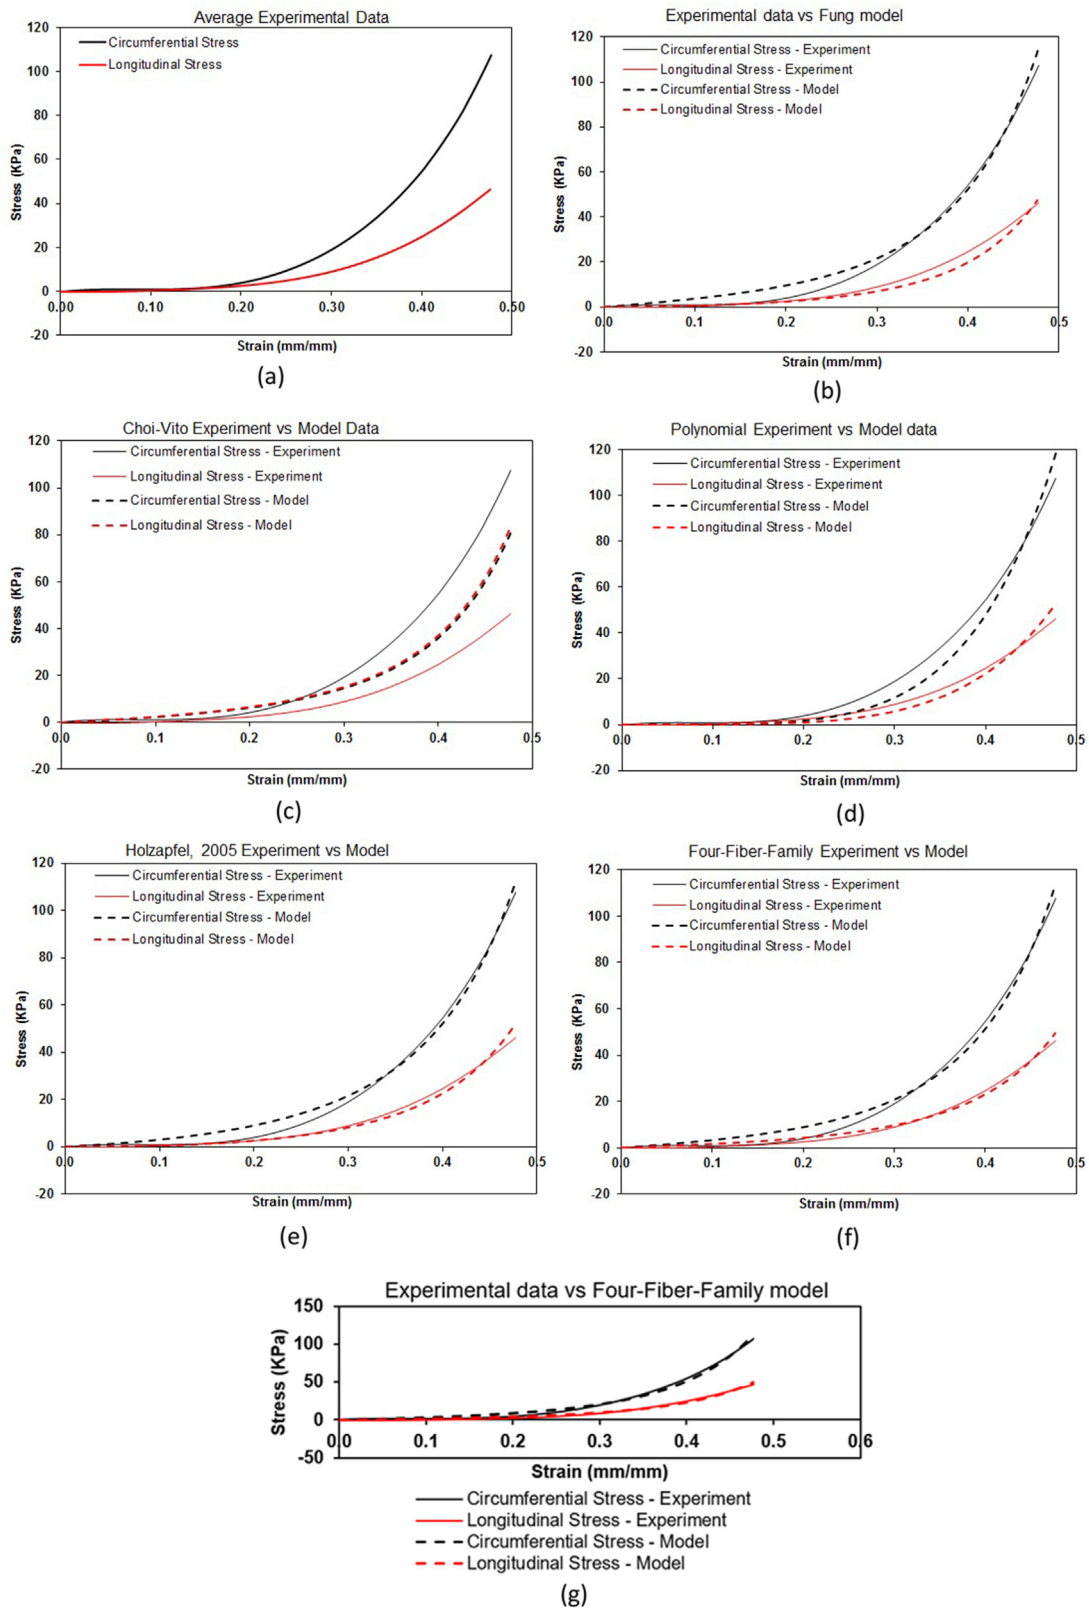 Average Experimental Data
Circumferential Stress
Longitudinal Stress
120
100
80
60
40
20
0
-20
0.00
0.10
0.20
0.30
0.40
0.50
Stress (KPa)
Strain (mm/mm)
(a)
Experimental data vs Fung model
Circumferential Stress - Experiment
Longitudinal Stress - Experiment
Circumferential Stress - Model
Longitudinal Stress - Model
120
100
80
60
40
20
0
-20
0.0
0.1
0.2
0.3
0.4
0.5
Stress (KPa)
Strain (mm/mm)
(b)
Choi-Vito Experiment vs Model Data
Circumferential Stress - Experiment
Longitudinal Stress - Experiment
Circumferential Stress - Model
Longitudinal Stress - Model
120
100
80
60
40
20
0
-20
0.0
0.1
0.2
0.3
0.4
0.5
Stress (KPa)
Strain (mm/mm)
(c)
Polynomial Experiment vs Model data
Circumferential Stress - Experiment
Longitudinal Stress - Experiment
Circumferential Stress - Model
Longitudinal Stress - Model
120
100
80
60
40
20
0
-20
0.0
0.1
0.2
0.3
0.4
0.5
Stress (KPa)
Strain (mm/mm)
(d)
Holzapfel, 2005 Experiment vs Model
Circumferential Stress - Experiment
Longitudinal Stress - Experiment
Circumferential Stress - Model
Longitudinal Stress - Model
120
100
80
60
40
20
0
-20
0.0
0.1
0.2
0.3
0.4
0.5
Stress (KPa)
Strain (mm/mm)
(e)
Four-Fiber-Family Experiment vs Model
Circumferential Stress - Experiment
Longitudinal Stress - Experiment
Circumferential Stress - Model
Longitudinal Stress - Model
120
100
80
60
40
20
0
-20
0.0
0.1
0.2
0.3
0.4
0.5
Stress (KPa)
Strain (mm/mm)
(f)
Experimental data vs Four-Fiber-Family model
150
100
50
0
-50
0.0
0.1
0.2
0.3
0.4
0.5
0.6
Stress (KPa)
Strain (mm/mm)
Circumferential Stress - Experiment
Longitudinal Stress - Experiment
Circumferential Stress - Model
Longitudinal Stress - Model
(g)